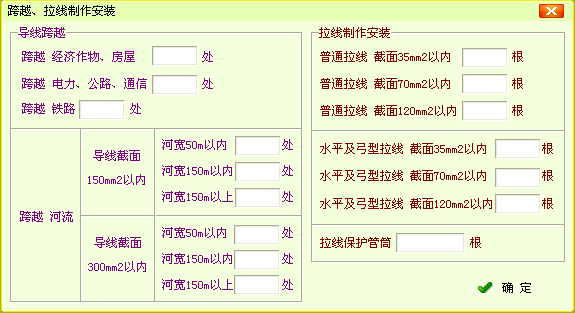 跨越、拉线制作安装
导线跨越
跨越 经济作物、房屋 处
跨越 电力、公路、通信 处
跨越 铁路 处
跨越 河流
导线截面
150mm2以内
河宽50m以内 处
河宽150m以内 处
河宽150m以上 处
导线截面
300mm2以内
河宽50m以内 处
河宽150m以内 处
河宽150m以上 处
拉线制作安装
普通拉线 截面35mm2以内 根
普通拉线 截面70mm2以内 根
普通拉线 截面120mm2以内 根
水平及弓型拉线 截面35mm2以内 根
水平及弓型拉线 截面70mm2以内 根
水平及弓型拉线 截面120mm2以内 根
拉线保护管筒 根
确 定